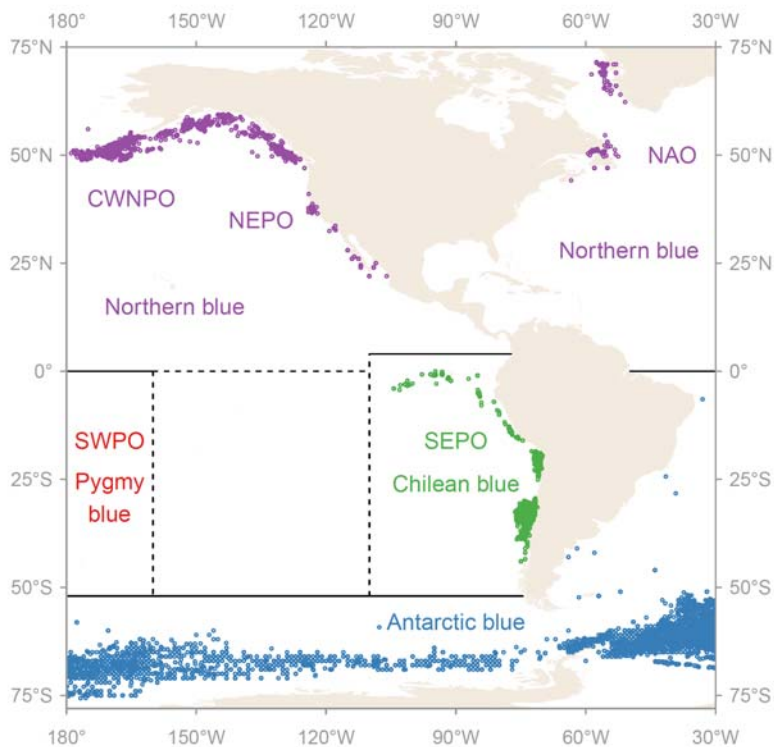 180° 150°W 120°W 90°W 60°W 30°W
75°N 75°N
50°N 50°N
NAO
CWNPO
NEPO
Northern blue
25°N 25°N
Northern blue
0° 0°
SWPO SEPO
Pygmy
blue
Chilean blue
25°S 25°S
50°S 50°S
Antarctic blue
75°S 75°S
180° 150°W 120°W 90°W 60°W 30°W